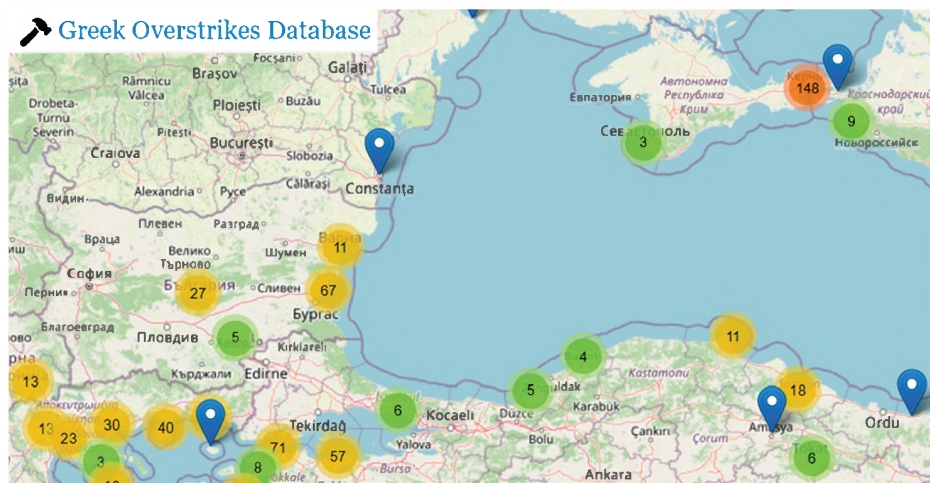 Greek Overstrikes Database
Focșani
Galați
Brașov
Râmnicu
Vâlcea
Tulcea
Buzău
Ploiești
Drobeta-
Turnu
Severin
Pitești
București
Slobozia
Craiova
Călărași
Constanța
Alexandria
Русе
Видин
Плевен
Разград
Враца
Шумен
Велико
Търново
11
София
Перник
27
Сливен
67
Бургас
Благоевград
Пловдив
5
Kırklareli
Кърджали
Edirne
13
30
40
23
3
71
8
57
Tekirdağ
6
Kocaeli
Yalova
Bursa
Düzce
Bolu
5
4
Karabük
Kastamonu
Çankırı
Ankara
Çorum
11
18
Amasya
6
Ordu
Евпатория
Автономна
Республіка
Крим
Севастополь
3
148
9
Краснодарский
край
Новороссийск